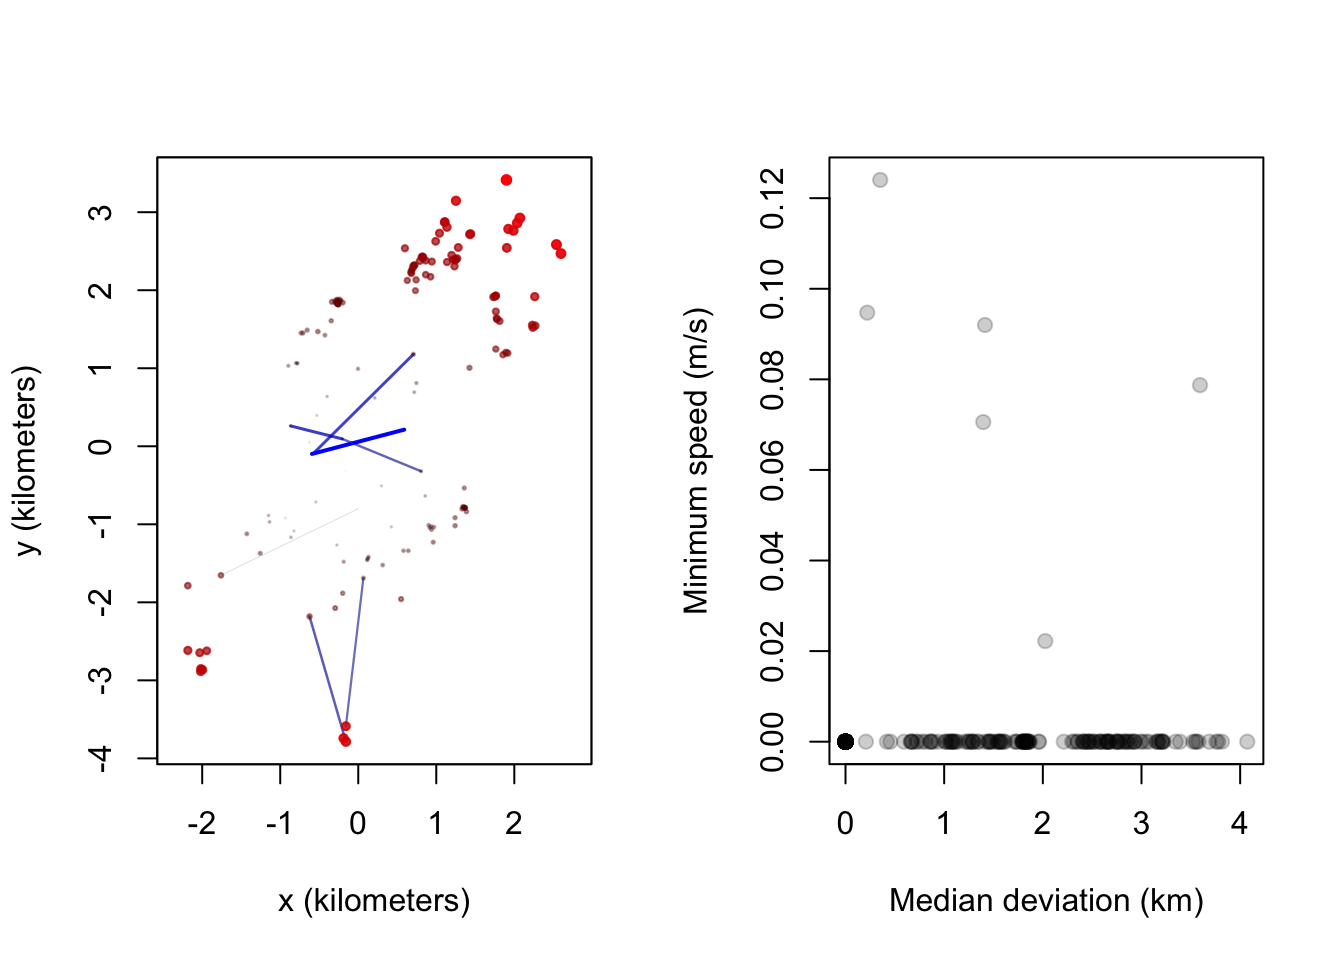 3
2
1
0
-1
-2
-3
-4
y (kilometers)
-2 -1 0 1 2
x (kilometers)
0.12
0.10
0.08
0.06
0.04
0.02
0.00
Minimum speed (m/s)
0 1 2 3 4
Median deviation (km)